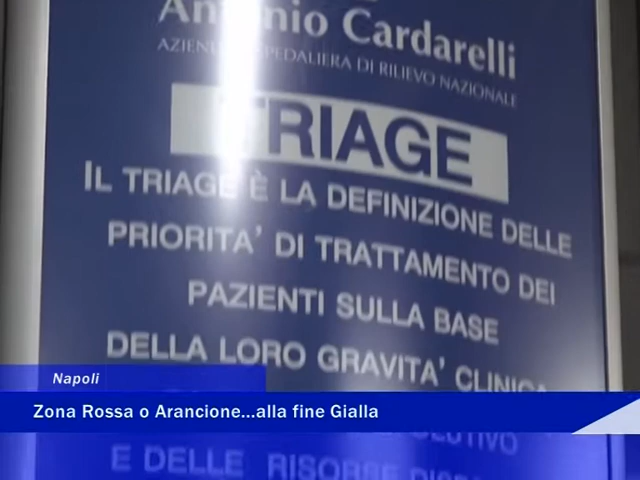 Antonio Cardarelli
AZIENDA OSPEDALIERA DI RILIEVO NAZIONALE
TRIAGE
IL TRIAGE È LA DEFINIZIONE DELLE
PRIORITA' DI TRATTAMENTO DEI
PAZIENTI SULLA BASE
DELLA LORO GRAVITA' CLINICA
Napoli
Zona Rossa o Arancione...alla fine Gialla
E DELLE RISORSE